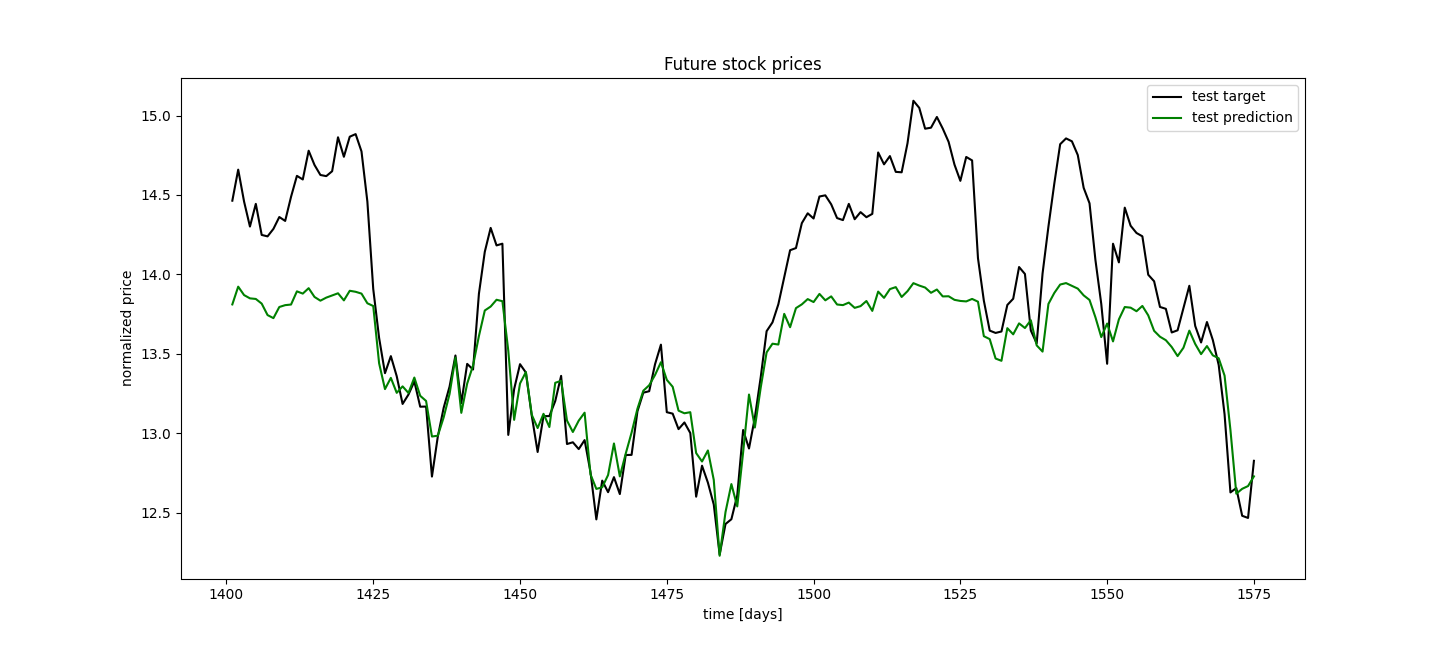 Future stock prices
test target
test prediction
normalized price
15.0
14.5
14.0
13.5
13.0
12.5
1400 1425 1450 1475 1500 1525 1550 1575
time [days]